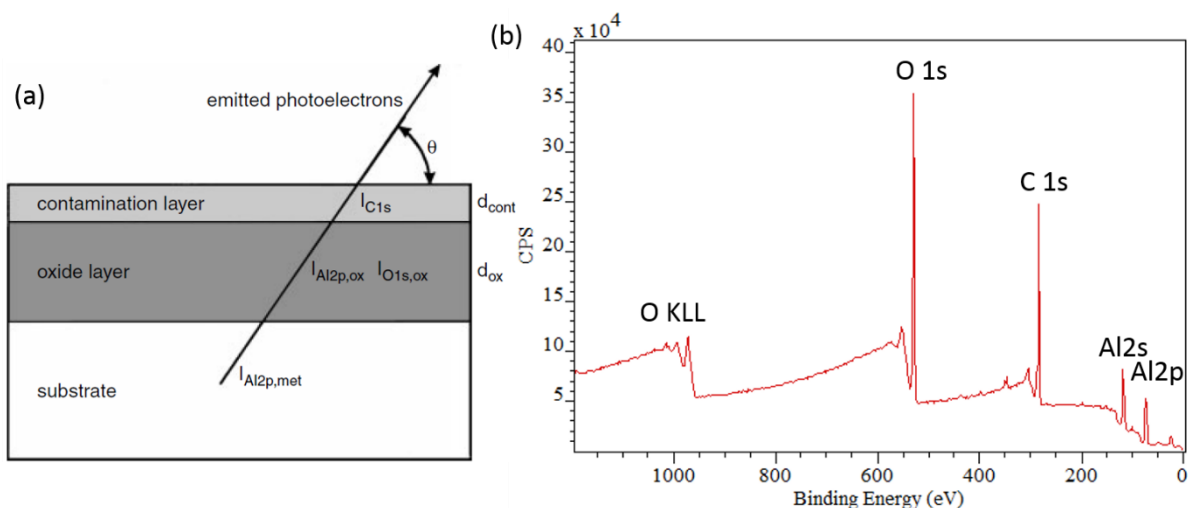 (a)
emitted photoelectrons
θ
contamination layer
I_C1s
d_cont
oxide layer
I_Al2p,ox I_O1s,ox
d_ox
substrate
I_Al2p,met
(b)
x 10^4
40
35
30
25
20
15
10
5
CPS
O KLL
O 1s
C 1s
Al2s
Al2p
1000 800 600 400 200 0
Binding Energy (eV)